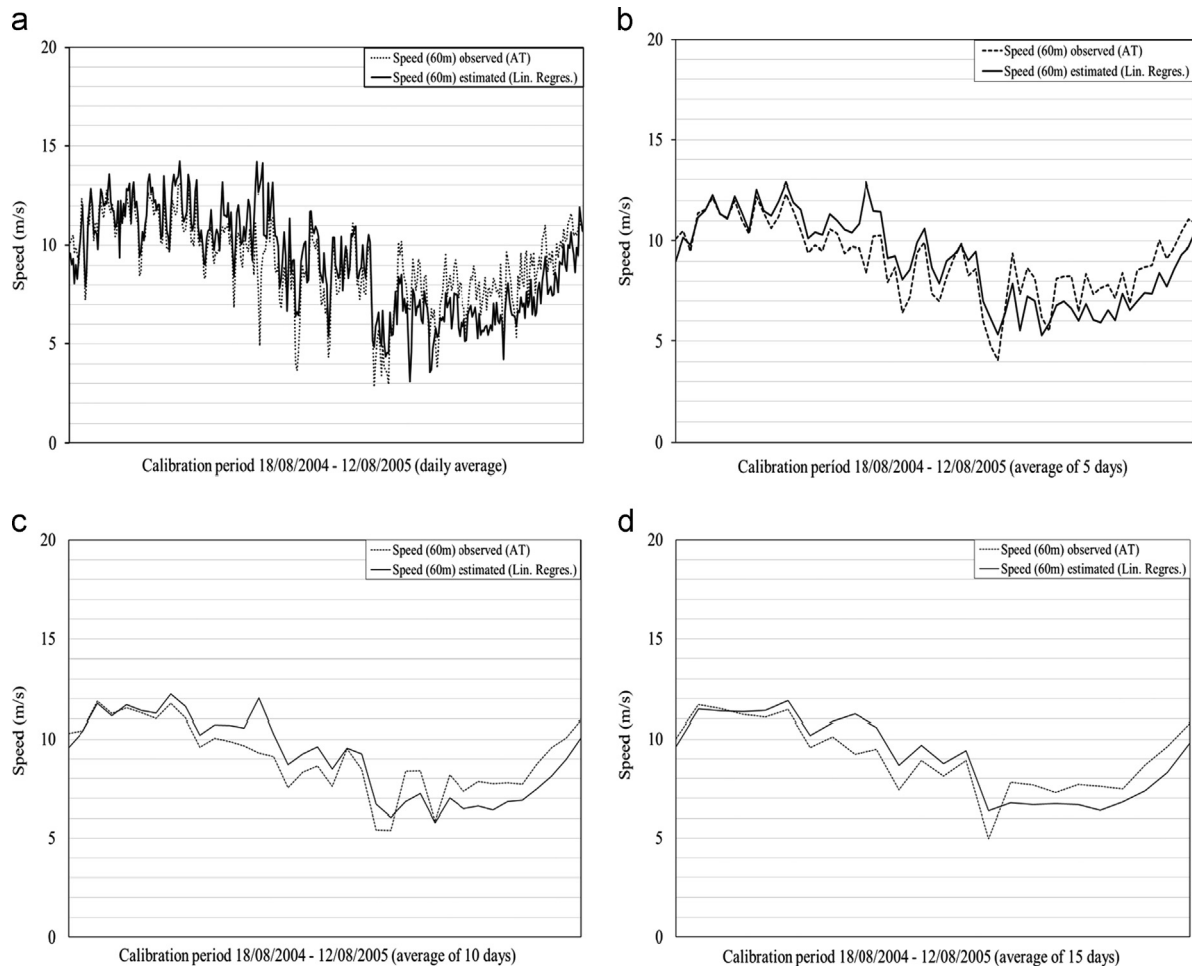 a
20
15
10
5
0
Speed (m/s)
Speed (60m) observed (AT)
Speed (60m) estimated (Lin. Regres.)
Calibration period 18/08/2004 - 12/08/2005 (daily average)
b
20
15
10
5
0
Speed (m/s)
Speed (60m) observed (AT)
Speed (60m) estimated (Lin. Regres.)
Calibration period 18/08/2004 - 12/08/2005 (average of 5 days)
c
20
15
10
5
0
Speed (m/s)
Speed (60m) observed (AT)
Speed (60m) estimated (Lin. Regres.)
Calibration period 18/08/2004 - 12/08/2005 (average of 10 days)
d
20
15
10
5
0
Speed (m/s)
Speed (60m) observed (AT)
Speed (60m) estimated (Lin. Regres.)
Calibration period 18/08/2004 - 12/08/2005 (average of 15 days)